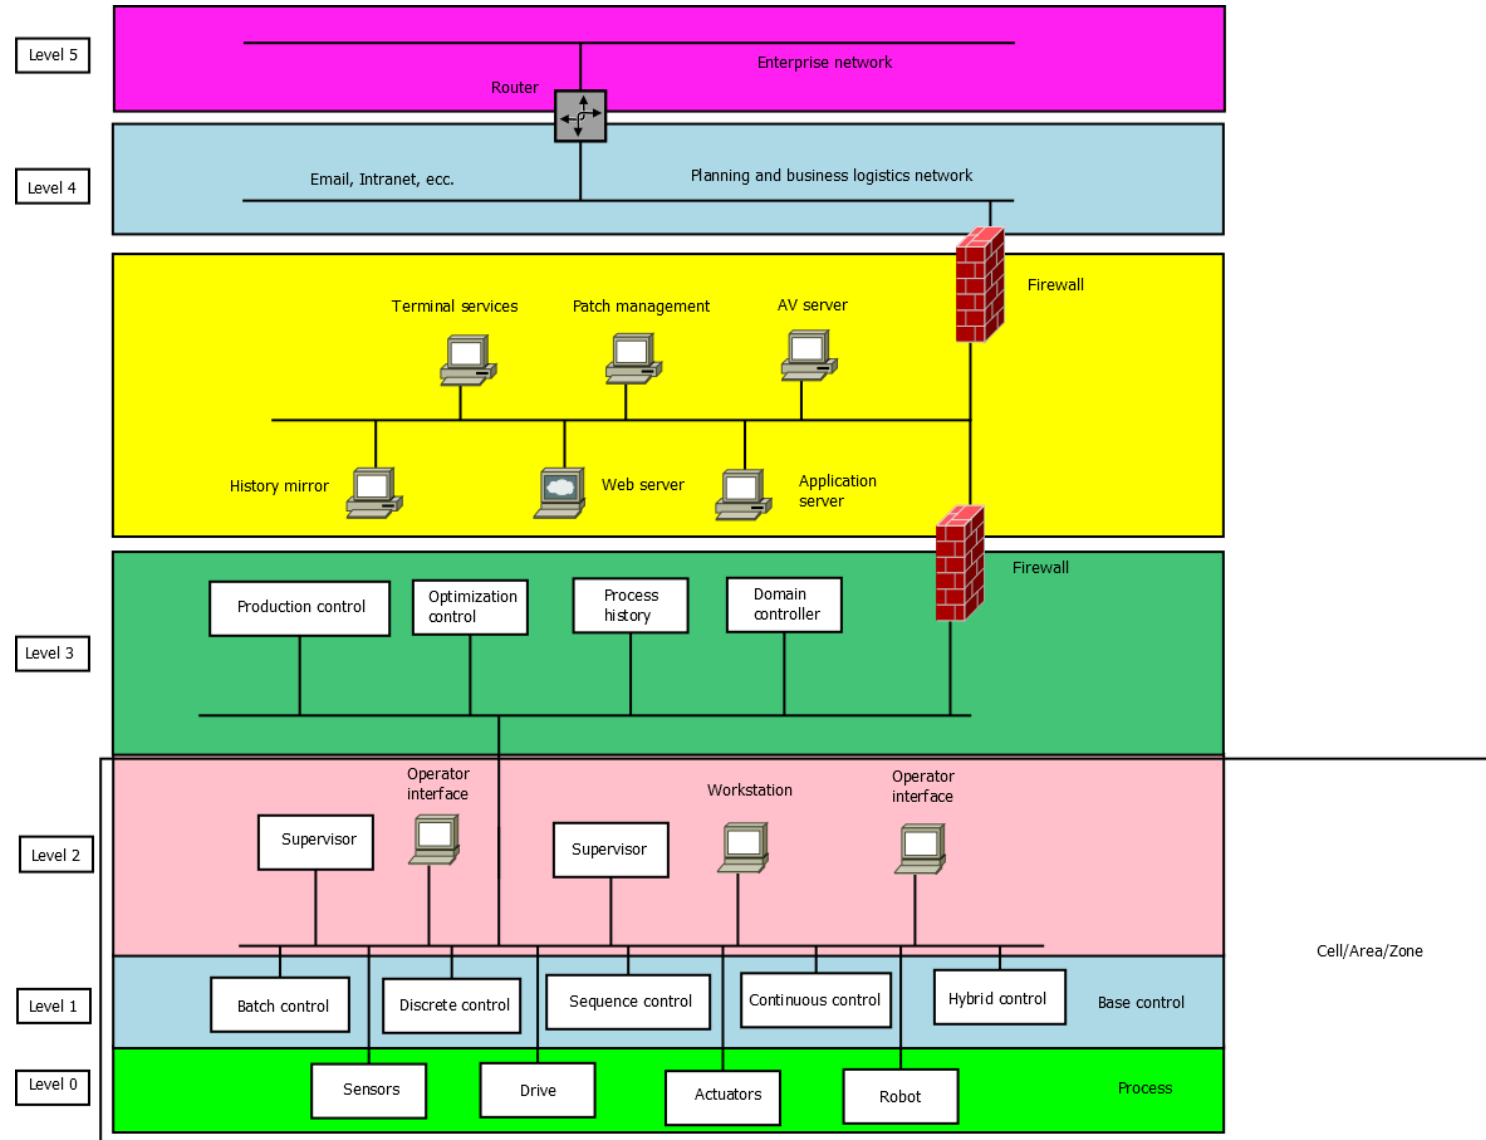 Level 5
Enterprise network
Router
Level 4
Email, Intranet, ecc.
Planning and business logistics network
Firewall
Terminal services
Patch management
AV server
History mirror
Web server
Application
server
Firewall
Level 3
Production control
Optimization
control
Process
history
Domain
controller
Level 2
Supervisor
Operator
interface
Supervisor
Workstation
Operator
interface
Cell/Area/Zone
Level 1
Batch control
Discrete control
Sequence control
Continuous control
Hybrid control
Base control
Level 0
Sensors
Drive
Actuators
Robot
Process